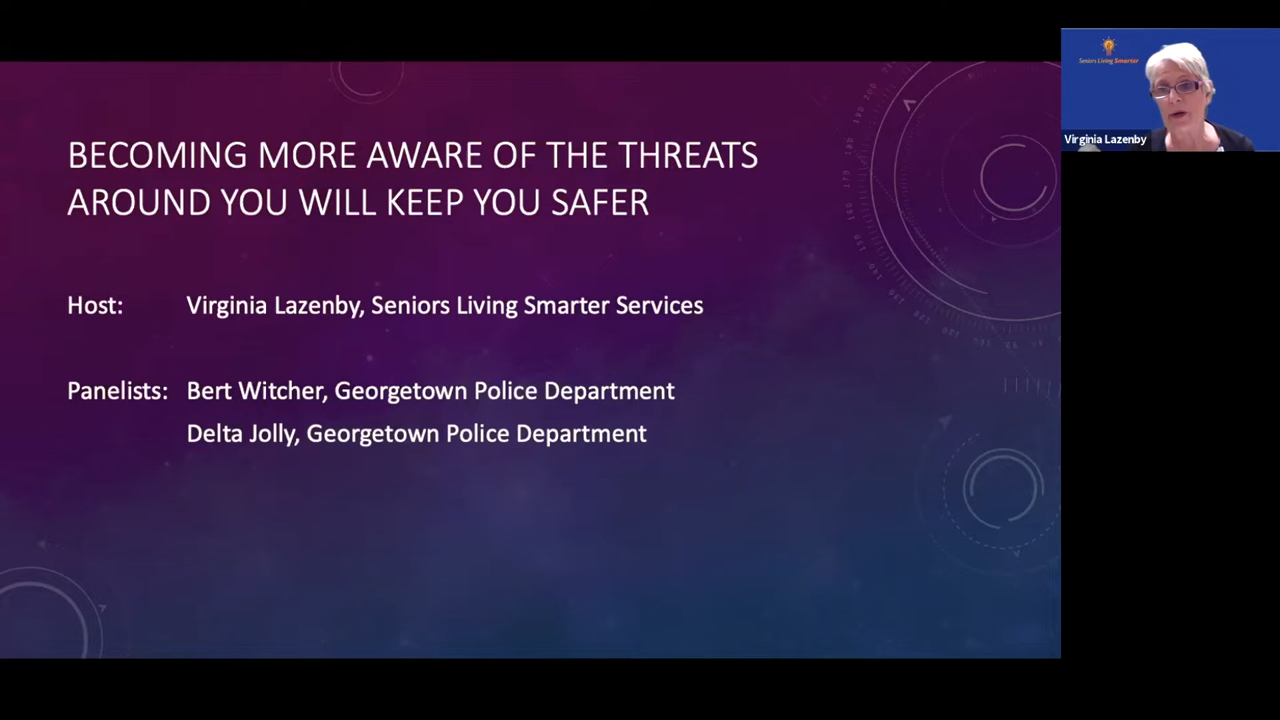 BECOMING MORE AWARE OF THE THREATS
AROUND YOU WILL KEEP YOU SAFER
Host: Virginia Lazenby, Seniors Living Smarter Services
Panelists: Bert Witcher, Georgetown Police Department
Delta Jolly, Georgetown Police Department
Seniors Living Smarter
Virginia Lazenby